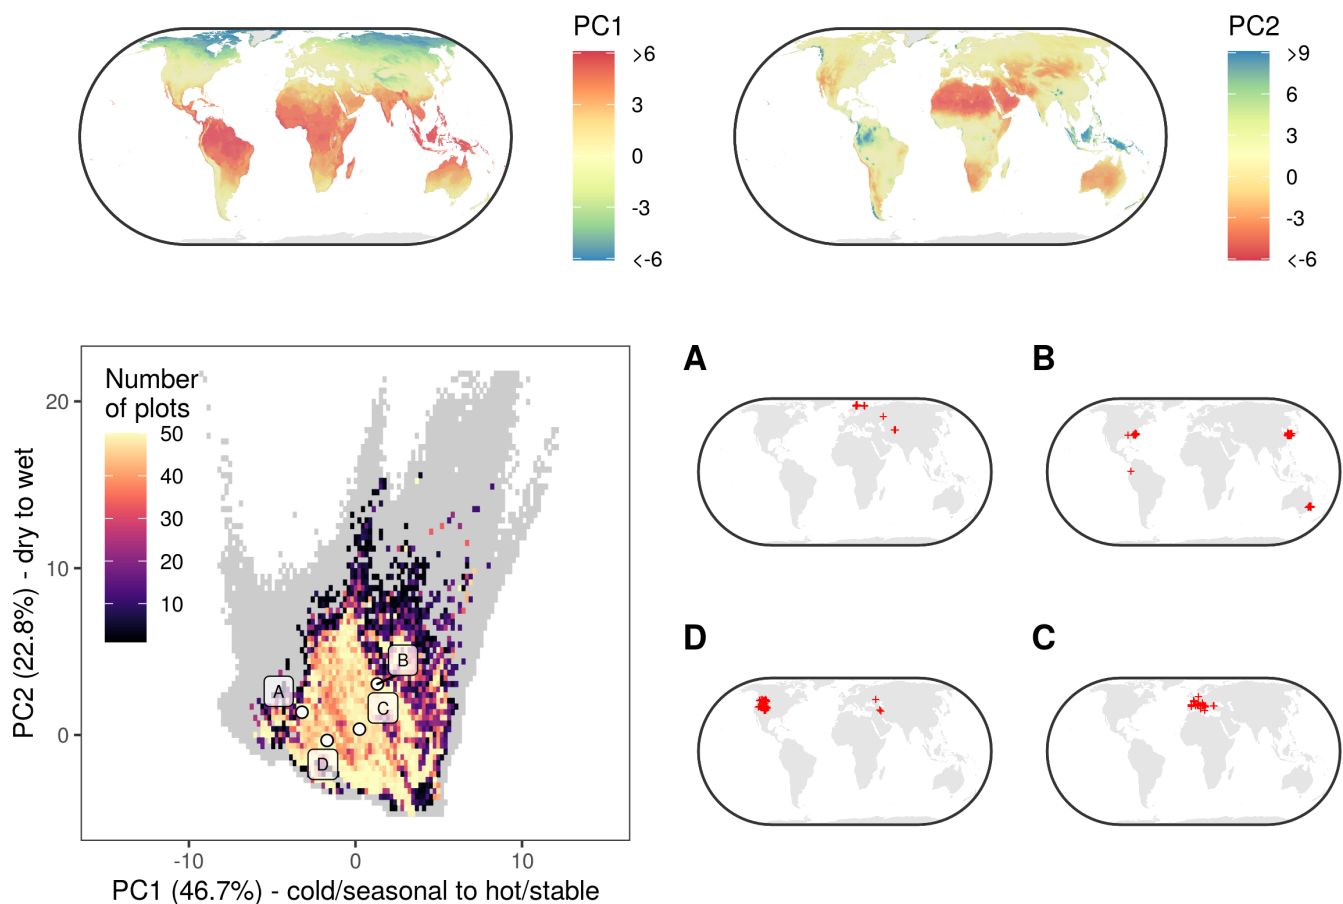 PC1
>6
3
0
-3
<-6
PC2
>9
6
3
0
-3
<-6
Number
of plots
50
40
30
20
10
20
10
0
-10
0
10
PC2 (22.8%) - dry to wet
PC1 (46.7%) - cold/seasonal to hot/stable
A
B
C
D
A
B
D
C